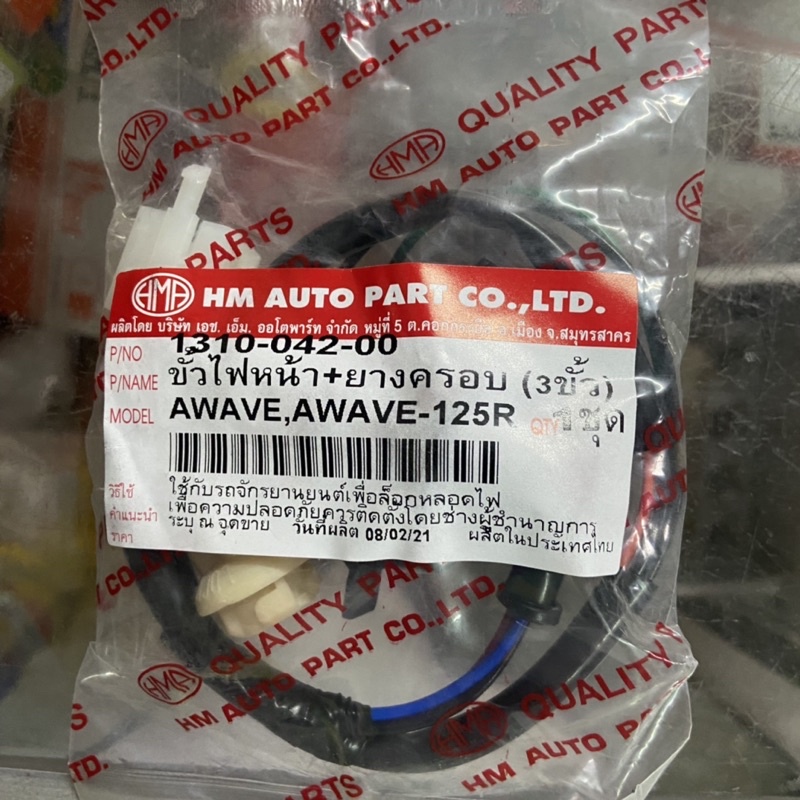 CO.,LTD.
QUALITY PARTS
HM AUTO PART CO.,LTD.
HMA
QUALITY PARTS
HM AUTO PART CO.,LTD.
HMA
PARTS
HMA HM AUTO PART CO.,LTD.
ผลิตโดย บริษัท เอช. เอ็ม. ออโตพาร์ท จำกัด หมู่ที่ 5 ต.คอกกระบือ อ.เมือง จ.สมุทรสาคร
P/NO 1310-042-00
P/NAME ขั้วไฟหน้า+ยางครอบ (3ขั้ว)
MODEL AWAVE,AWAVE-125R QTY 1ชุด
วิธีใช้ ใช้กับรถจักรยานยนต์เพื่อล็อกหลอดไฟ
คำแนะนำ เพื่อความปลอดภัยควรติดตั้งโดยช่างผู้ชำนาญการ
ราคา ระบุ ณ จุดขาย วันที่ผลิต 08/02/21 ผลิตในประเทศไทย
QUALITY PARTS
HMA HM AUTO PART CO.,LTD.
QUALITY PA
HMA HM AUTO PART CO.,LTD.
LTD.
PARTS